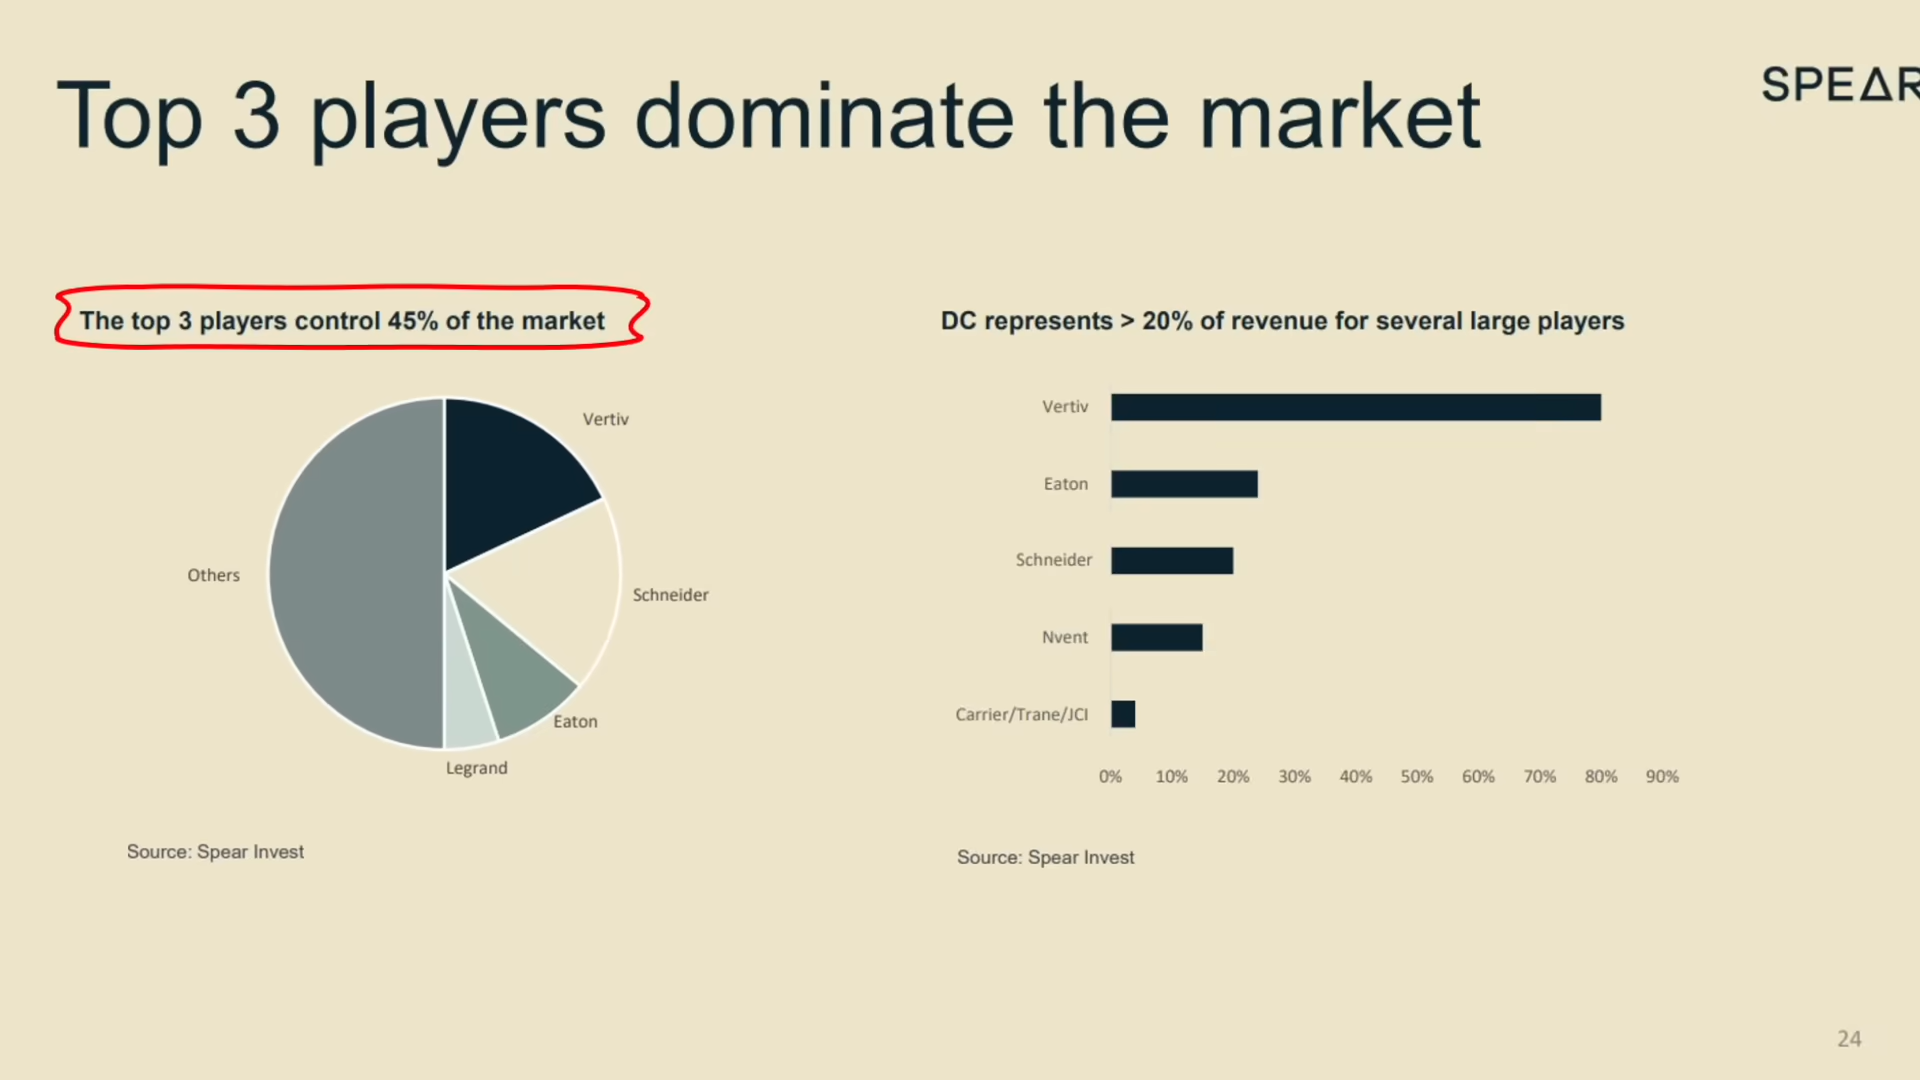 Top 3 players dominate the market
SPEAR
The top 3 players control 45% of the market
Vertiv
Schneider
Eaton
Legrand
Others
Source: Spear Invest
DC represents > 20% of revenue for several large players
Vertiv
Eaton
Schneider
Nvent
Carrier/Trane/JCI
0% 10% 20% 30% 40% 50% 60% 70% 80% 90%
Source: Spear Invest
24